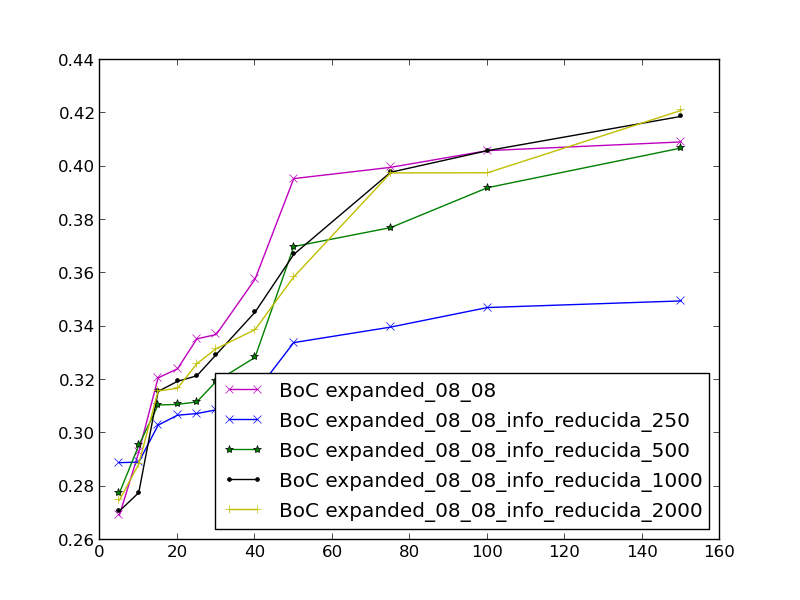 0.44
0.42
0.40
0.38
0.36
0.34
0.32
0.30
0.28
0.26
BoC expanded_08_08
BoC expanded_08_08_info_reducida_250
BoC expanded_08_08_info_reducida_500
BoC expanded_08_08_info_reducida_1000
BoC expanded_08_08_info_reducida_2000
0 20 40 60 80 100 120 140 160